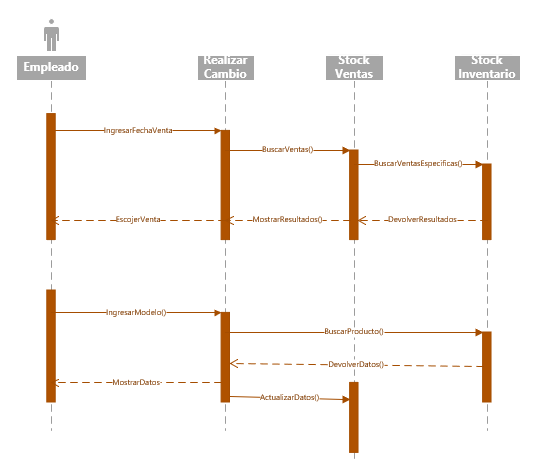 Empleado
Realizar
Cambio
Stock
Ventas
Stock
Inventario
IngresarFechaVenta
BuscarVentas()
BuscarVentasEspecificas()
EscojerVenta
MostrarResultados()
DevolverResultados
IngresarModelo()
BuscarProducto()
DevolverDatos()
MostrarDatos
ActualizarDatos()